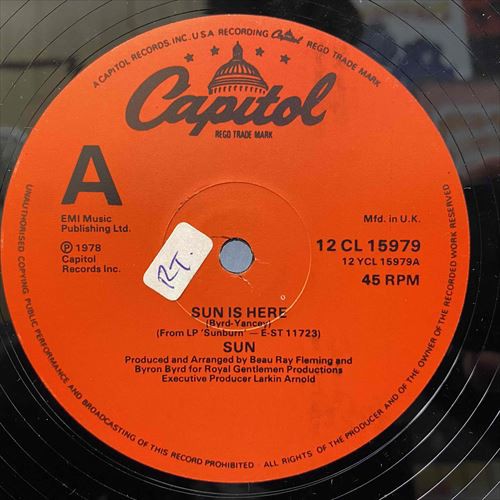 A CAPITOL RECORDS, INC. U.S.A RECORDING Capitol REGD TRADE MARK
Capitol
REGD TRADE MARK
A
EMI Music
Publishing Ltd.
Ⓟ 1978
Capitol
Records Inc.
Mfd. in U.K.
12 CL 15979
12 YCL 15979A
45 RPM
RT.
SUN IS HERE
(Byrd-Yancey)
(From LP 'Sunburn' — E-ST 11723)
SUN
Produced and Arranged by Beau Ray Fleming and
Byron Byrd for Royal Gentlemen Productions
Executive Producer Larkin Arnold
UNAUTHORISED COPYING PUBLIC PERFORMANCE AND BROADCASTING OF THIS RECORD PROHIBITED • ALL RIGHTS OF THE PRODUCER AND OF THE OWNER OF THE RECORDED WORK RESERVED